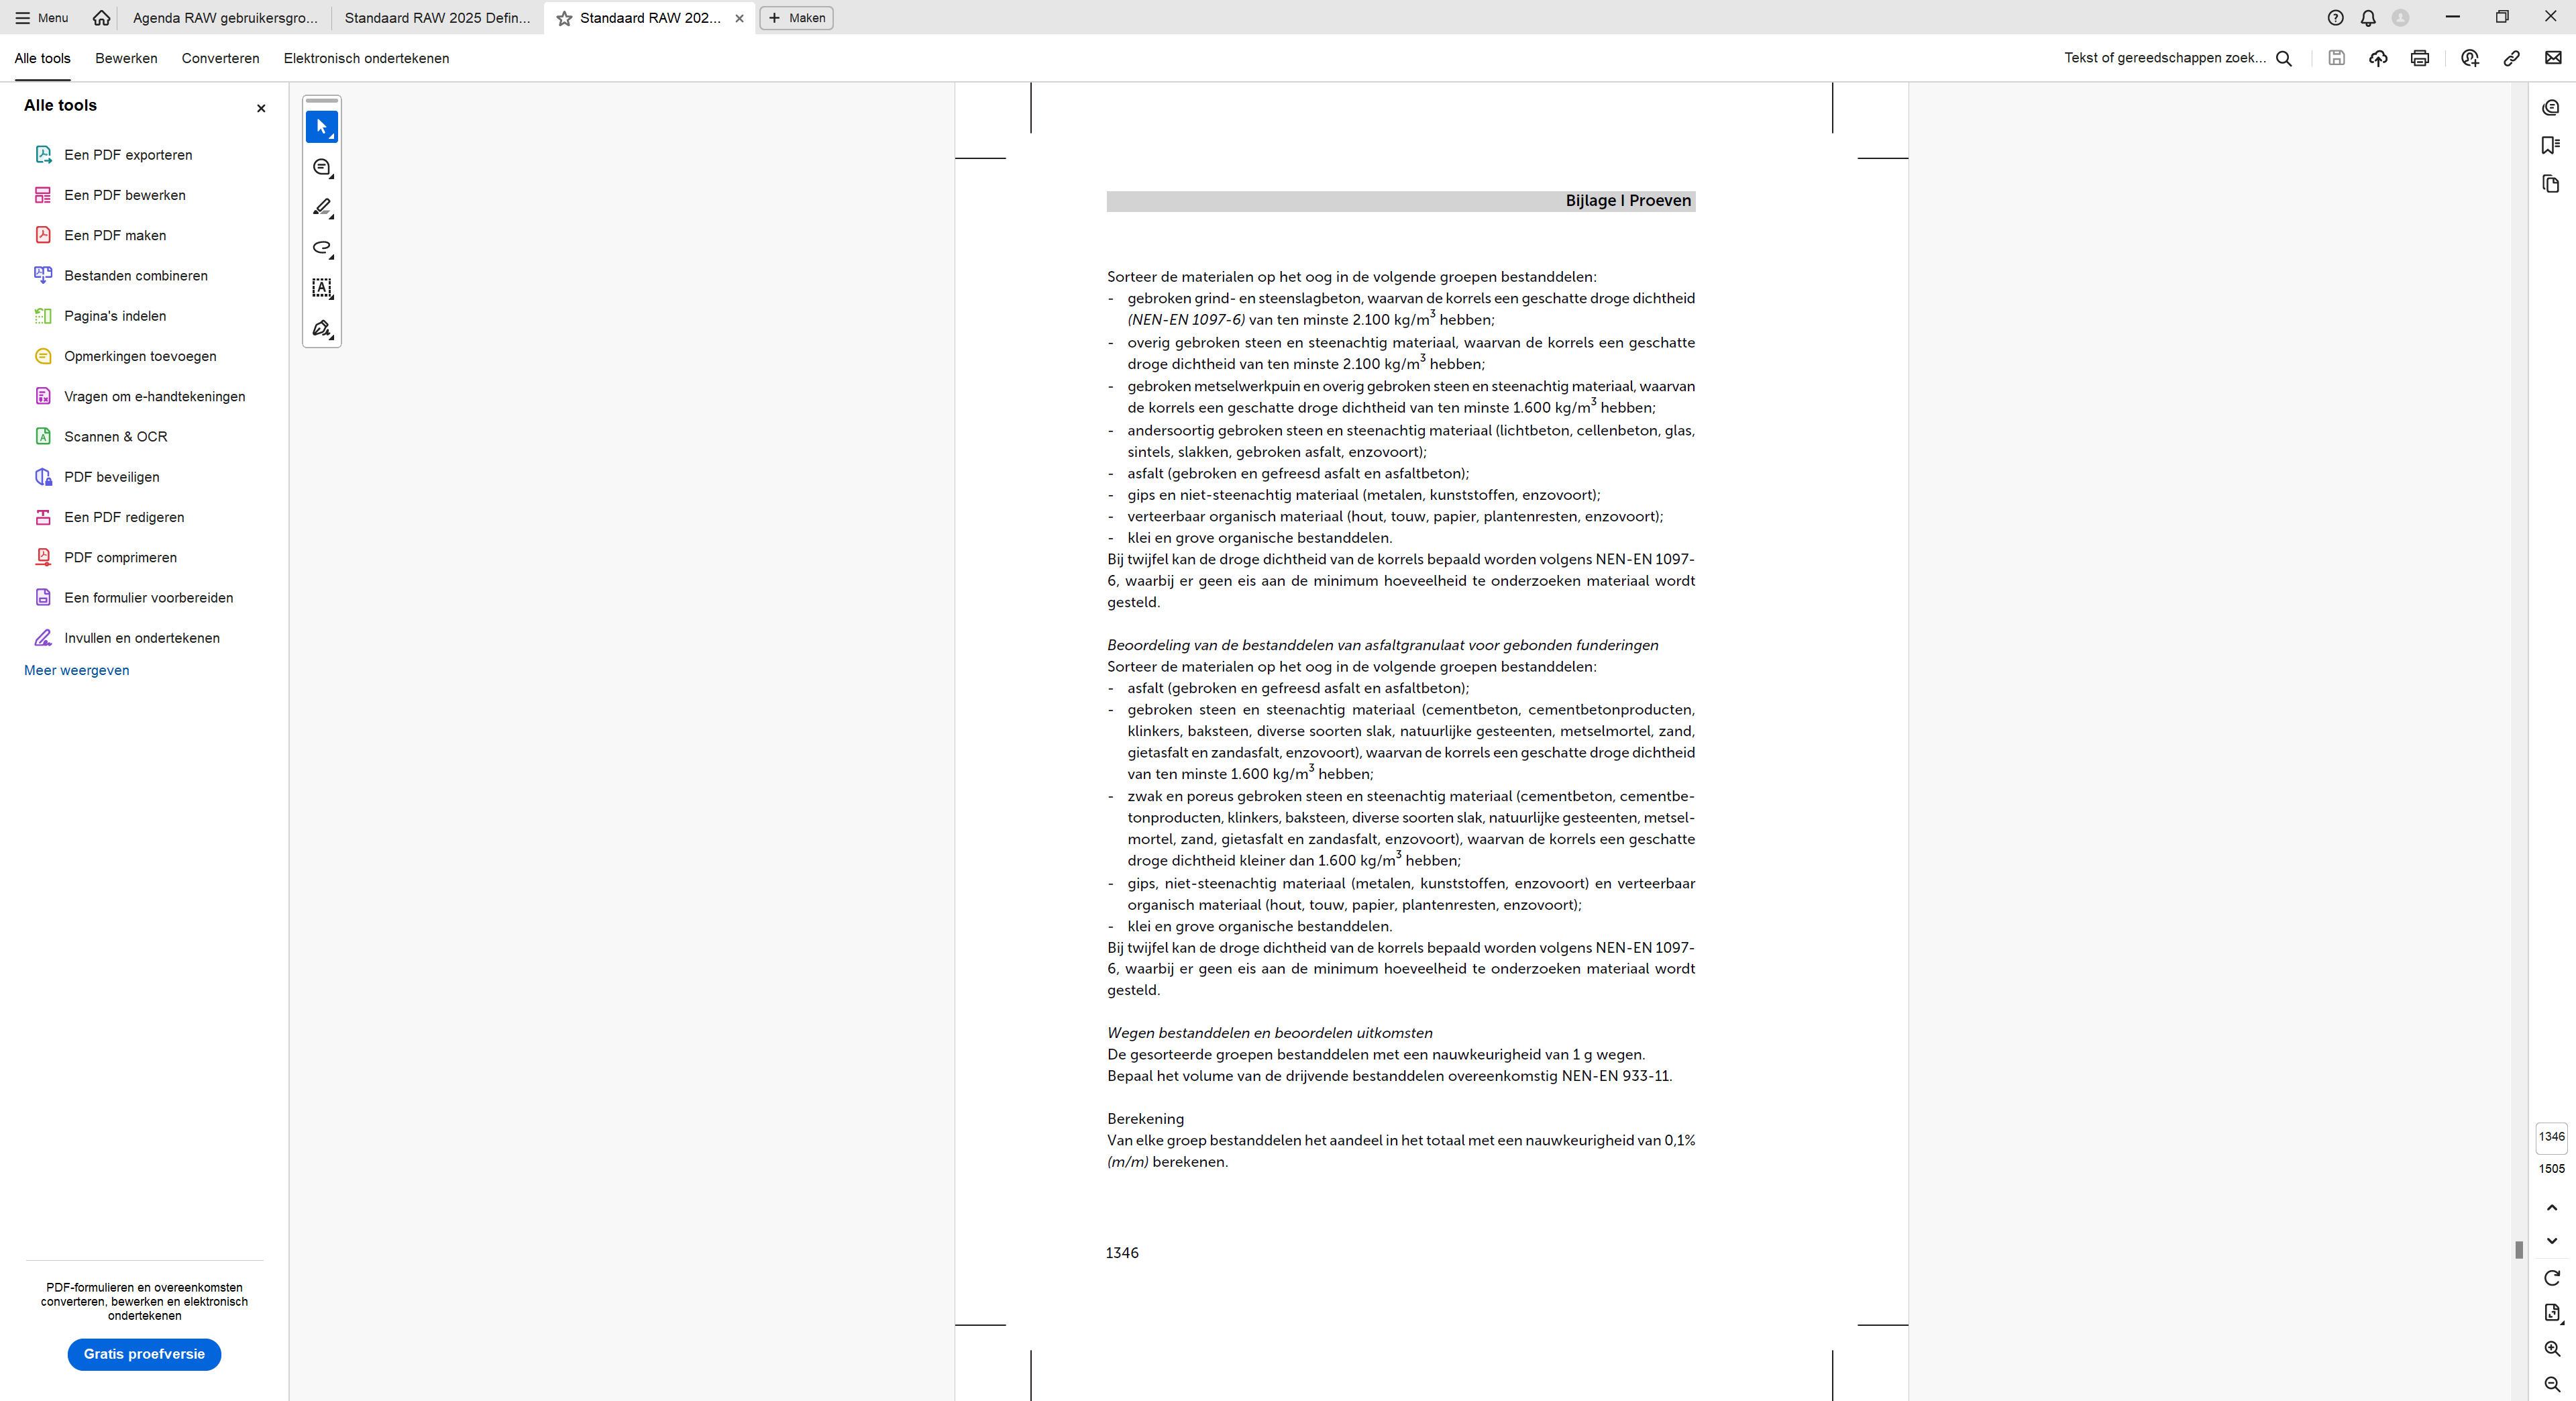 Menu
Agenda RAW gebruikersgro...
Standaard RAW 2025 Defin...
Standaard RAW 202...
Maken
Alle tools
Bewerken
Converteren
Elektronisch ondertekenen
Tekst of gereedschappen zoek...
Alle tools
Een PDF exporteren
Een PDF bewerken
Een PDF maken
Bestanden combineren
Pagina's indelen
Opmerkingen toevoegen
Vragen om e-handtekeningen
Scannen & OCR
PDF beveiligen
Een PDF redigeren
PDF comprimeren
Een formulier voorbereiden
Invullen en ondertekenen
Meer weergeven
PDF-formulieren en overeenkomsten
converteren, bewerken en elektronisch
ondertekenen
Gratis proefversie
Bijlage I Proeven
Sorteer de materialen op het oog in de volgende groepen bestanddelen:
- gebroken grind- en steenslagbeton, waarvan de korrels een geschatte droge dichtheid
(NEN-EN 1097-6) van ten minste 2.100 kg/m³ hebben;
- overig gebroken steen en steenachtig materiaal, waarvan de korrels een geschatte
droge dichtheid van ten minste 2.100 kg/m³ hebben;
- gebroken metselwerkpuin en overig gebroken steen en steenachtig materiaal, waarvan
de korrels een geschatte droge dichtheid van ten minste 1.600 kg/m³ hebben;
- andersoortig gebroken steen en steenachtig materiaal (lichtbeton, cellenbeton, glas,
sintels, slakken, gebroken asfalt, enzovoort);
- asfalt (gebroken en gefreesd asfalt en asfaltbeton);
- gips en niet-steenachtig materiaal (metalen, kunststoffen, enzovoort);
- verteerbaar organisch materiaal (hout, touw, papier, plantenresten, enzovoort);
- klei en grove organische bestanddelen.
Bij twijfel kan de droge dichtheid van de korrels bepaald worden volgens NEN-EN 1097-
6, waarbij er geen eis aan de minimum hoeveelheid te onderzoeken materiaal wordt
gesteld.
Beoordeling van de bestanddelen van asfaltgranulaat voor gebonden funderingen
Sorteer de materialen op het oog in de volgende groepen bestanddelen:
- asfalt (gebroken en gefreesd asfalt en asfaltbeton);
- gebroken steen en steenachtig materiaal (cementbeton, cementbetonproducten,
klinkers, baksteen, diverse soorten slak, natuurlijke gesteenten, metselmortel, zand,
gietasfalt en zandasfalt, enzovoort), waarvan de korrels een geschatte droge dichtheid
van ten minste 1.600 kg/m³ hebben;
- zwak en poreus gebroken steen en steenachtig materiaal (cementbeton, cementbe-
tonproducten, klinkers, baksteen, diverse soorten slak, natuurlijke gesteenten, metsel-
mortel, zand, gietasfalt en zandasfalt, enzovoort), waarvan de korrels een geschatte
droge dichtheid kleiner dan 1.600 kg/m³ hebben;
- gips, niet-steenachtig materiaal (metalen, kunststoffen, enzovoort) en verteerbaar
organisch materiaal (hout, touw, papier, plantenresten, enzovoort);
- klei en grove organische bestanddelen.
Bij twijfel kan de droge dichtheid van de korrels bepaald worden volgens NEN-EN 1097-
6, waarbij er geen eis aan de minimum hoeveelheid te onderzoeken materiaal wordt
gesteld.
Wegen bestanddelen en beoordelen uitkomsten
De gesorteerde groepen bestanddelen met een nauwkeurigheid van 1 g wegen.
Bepaal het volume van de drijvende bestanddelen overeenkomstig NEN-EN 933-11.
Berekening
Van elke groep bestanddelen het aandeel in het totaal met een nauwkeurigheid van 0,1%
(m/m) berekenen.
1346
1346
1505